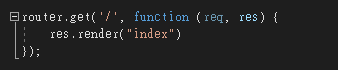 router.get('/', function (req, res) {
    res.render("index")
});